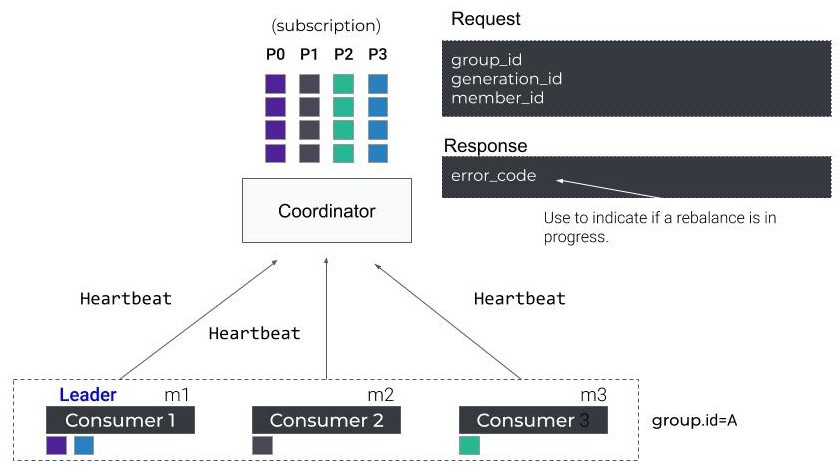 (subscription)
P0 P1 P2 P3
Request
group_id
generation_id
member_id
Response
error_code
Use to indicate if a rebalance is in
progress.
Coordinator
Heartbeat
Heartbeat
Heartbeat
Leader m1 m2 m3
Consumer 1 Consumer 2 Consumer 3
group.id=A